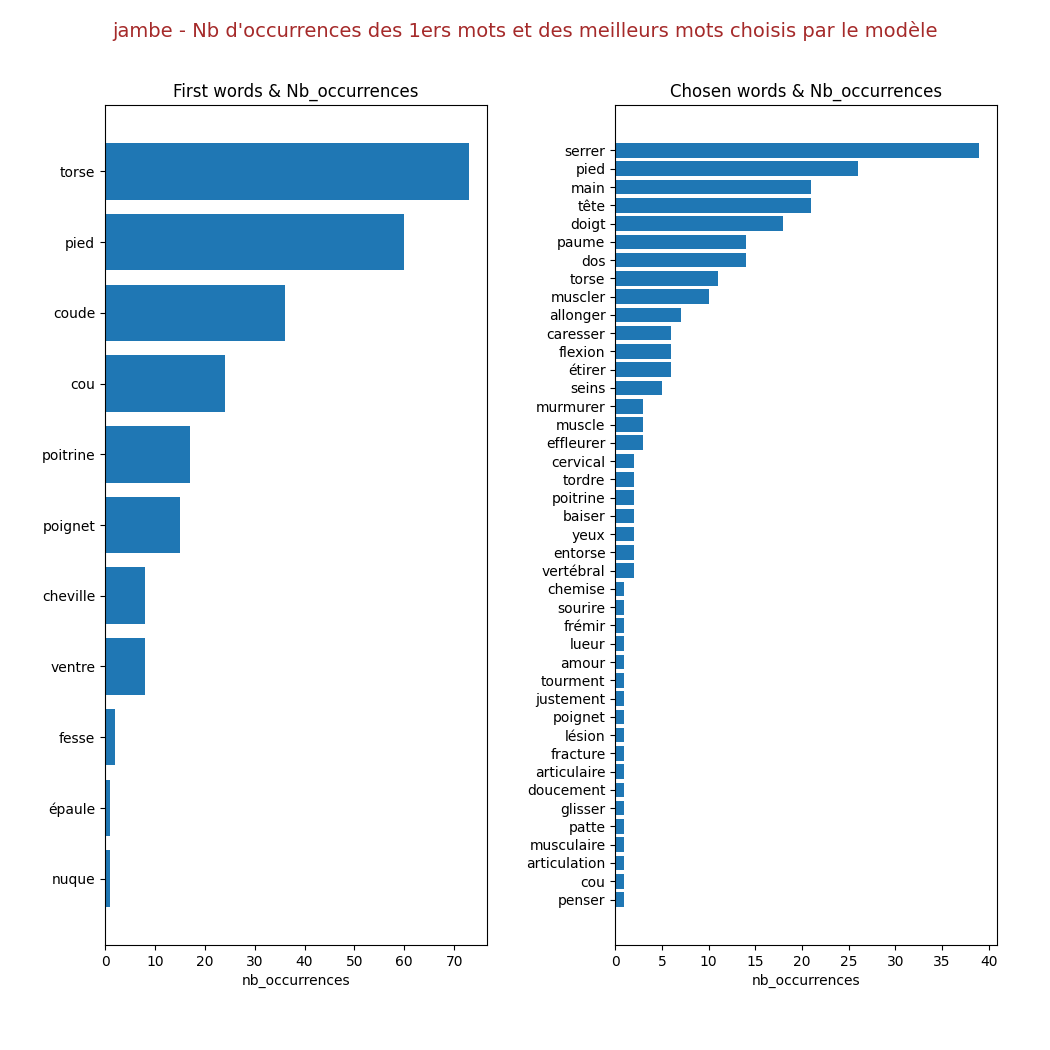 jambe - Nb d'occurrences des 1ers mots et des meilleurs mots choisis par le modèle
First words & Nb_occurrences
torse
pied
coude
cou
poitrine
poignet
cheville
ventre
fesse
épaule
nuque
0 10 20 30 40 50 60 70
nb_occurrences
Chosen words & Nb_occurrences
serrer
pied
main
tête
doigt
paume
dos
torse
muscler
allonger
caresser
flexion
étirer
seins
murmurer
muscle
effleurer
cervical
tordre
poitrine
baiser
yeux
entorse
vertébral
chemise
sourire
frémir
lueur
amour
tourment
justement
poignet
lésion
fracture
articulaire
doucement
glisser
patte
musculaire
articulation
cou
penser
0 5 10 15 20 25 30 35 40
nb_occurrences